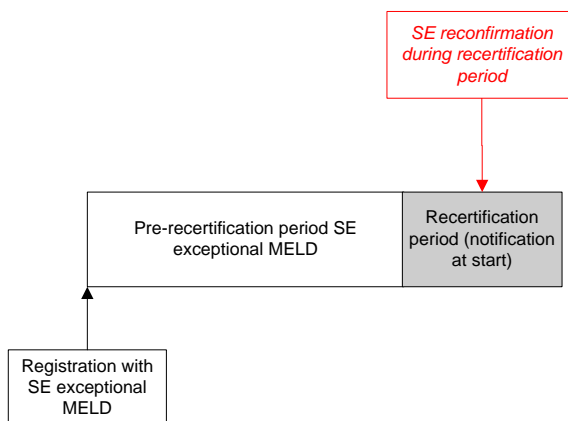 SE reconfirmation
during recertification
period
Pre-recertification period SE
exceptional MELD
Recertification
period (notification
at start)
Registration with
SE exceptional
MELD